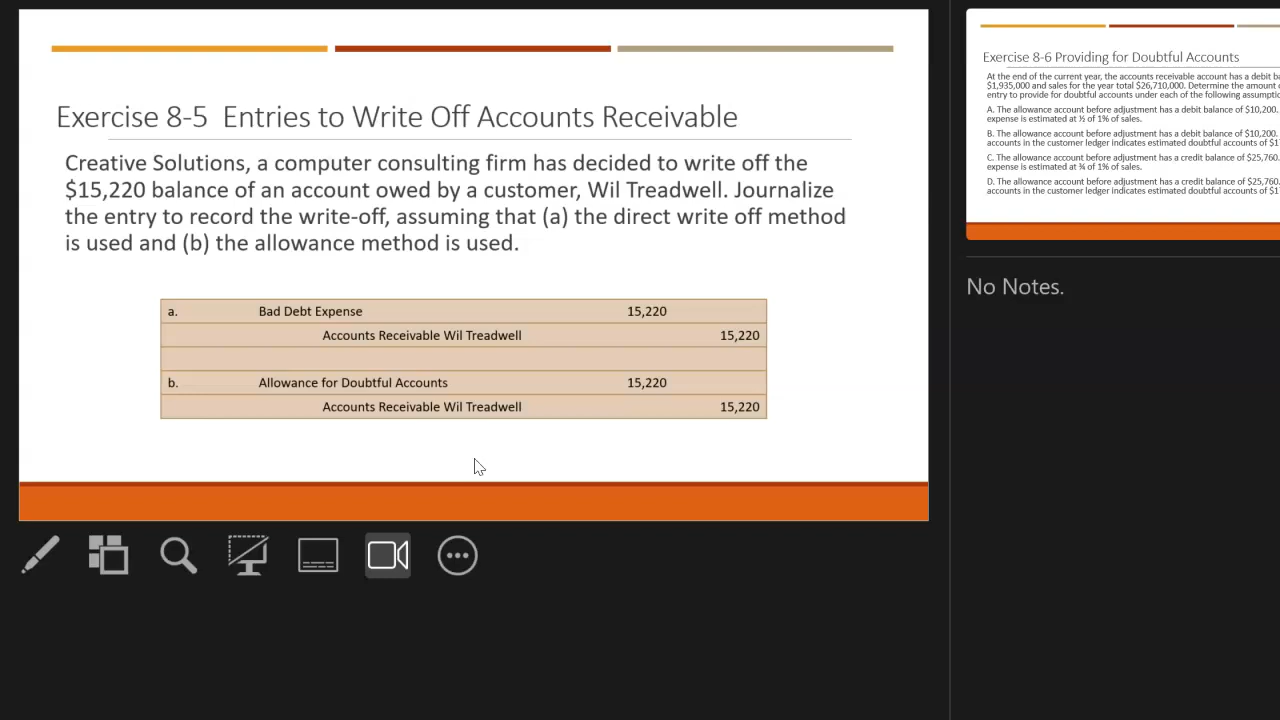 Exercise 8-5  Entries to Write Off Accounts Receivable
Creative Solutions, a computer consulting firm has decided to write off the
$15,220 balance of an account owed by a customer, Wil Treadwell. Journalize
the entry to record the write-off, assuming that (a) the direct write off method
is used and (b) the allowance method is used.
a. Bad Debt Expense 15,220
Accounts Receivable Wil Treadwell 15,220
b. Allowance for Doubtful Accounts 15,220
Accounts Receivable Wil Treadwell 15,220
Exercise 8-6 Providing for Doubtful Accounts
At the end of the current year, the accounts receivable account has a debit
$1,935,000 and sales for the year total $26,710,000. Determine the amount
entry to provide for doubtful accounts under each of the following
A. The allowance account before adjustment has a debit balance of $10,200.
expense is estimated at ½ of 1% of sales.
B. The allowance account before adjustment has a debit balance of $10,200.
accounts in the customer ledger indicates estimated doubtful accounts of
C. The allowance account before adjustment has a credit balance of $25,760.
expense is estimated at ¾ of 1% of sales.
D. The allowance account before adjustment has a credit balance of $25,760.
accounts in the customer ledger indicates estimated doubtful accounts of
No Notes.